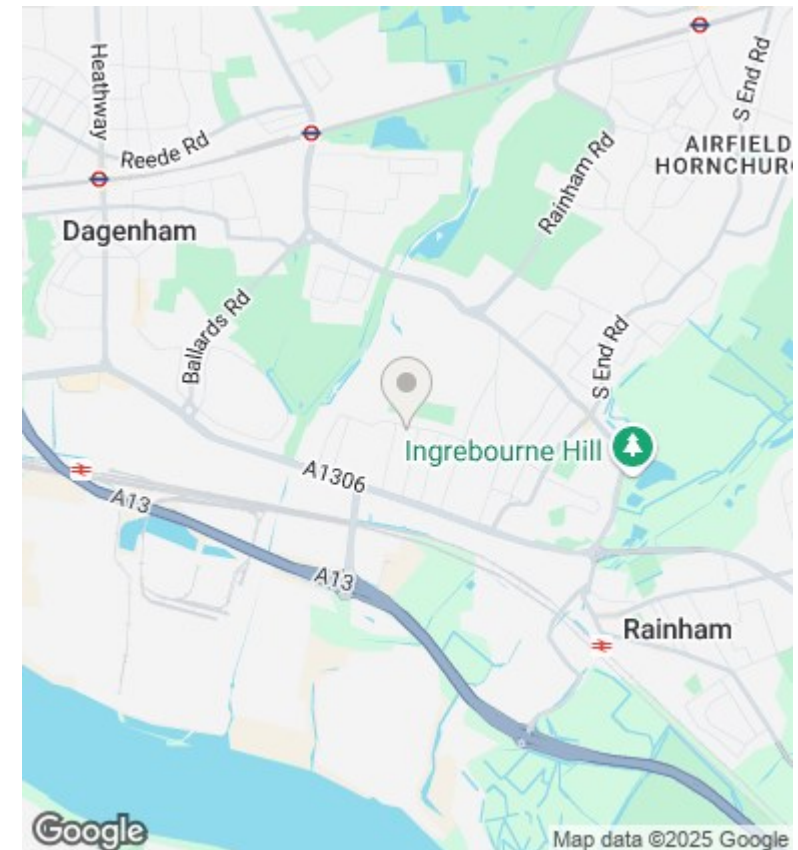 Heathway
S End Rd
Reede Rd
AIRFIELD
HORNCHURC
Rainham Rd
Dagenham
Ballards Rd
S End Rd
Ingrebourne Hill
A1306
A13
A13
Rainham
Google
Map data ©2025 Google